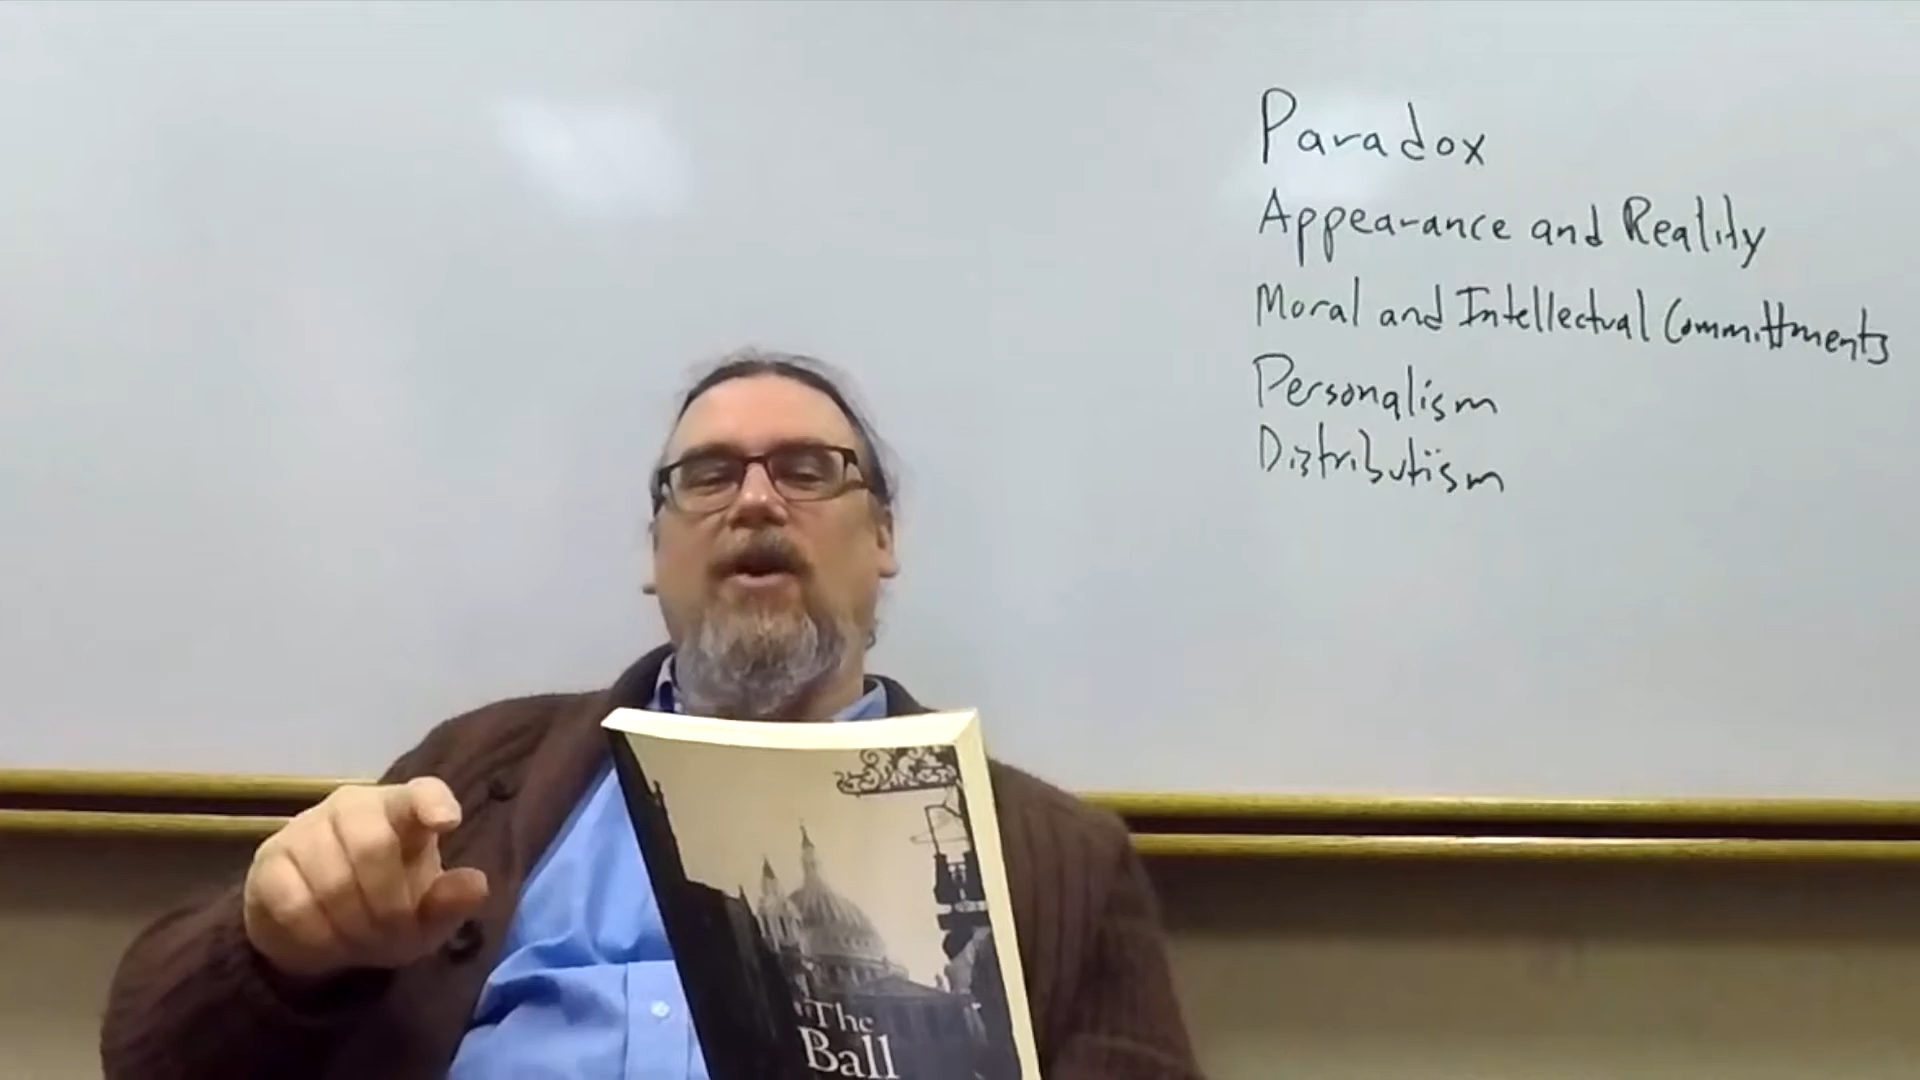 Paradox
Appearance and Reality
Moral and Intellectual Committments
Personalism
Distributism
The
Ball